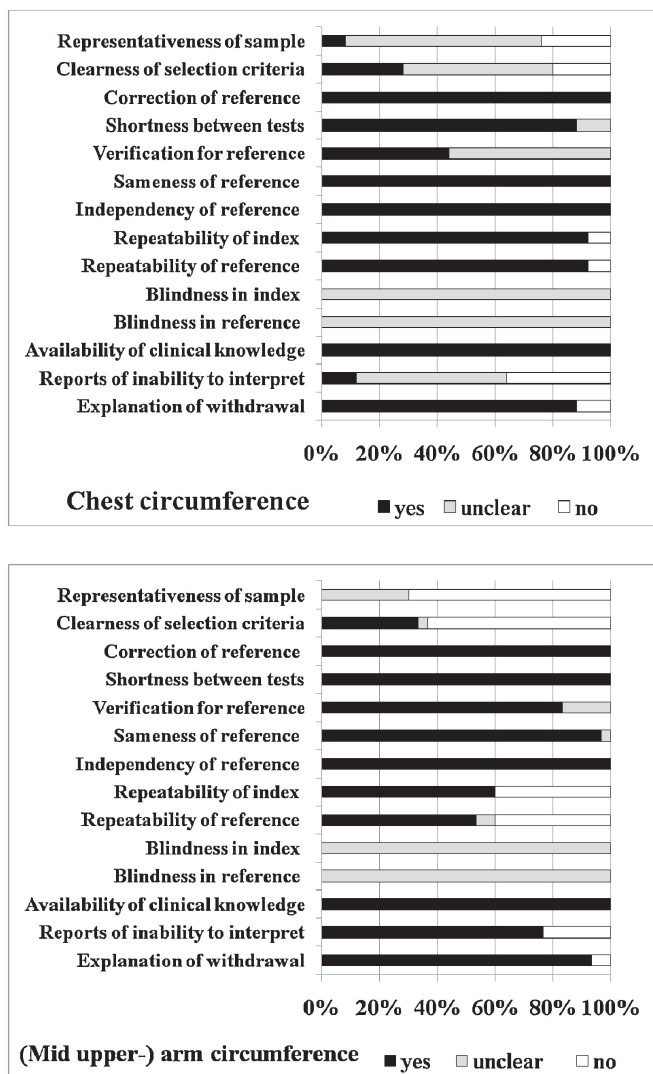 Representativeness of sample
Clearness of selection criteria
Correction of reference
Shortness between tests
Verification for reference
Sameness of reference
Independency of reference
Repeatability of index
Repeatability of reference
Blindness in index
Blindness in reference
Availability of clinical knowledge
Reports of inability to interpret
Explanation of withdrawal
0% 20% 40% 60% 80% 100%
Chest circumference yes unclear no
Representativeness of sample
Clearness of selection criteria
Correction of reference
Shortness between tests
Verification for reference
Sameness of reference
Independency of reference
Repeatability of index
Repeatability of reference
Blindness in index
Blindness in reference
Availability of clinical knowledge
Reports of inability to interpret
Explanation of withdrawal
0% 20% 40% 60% 80% 100%
(Mid upper-) arm circumference yes unclear no